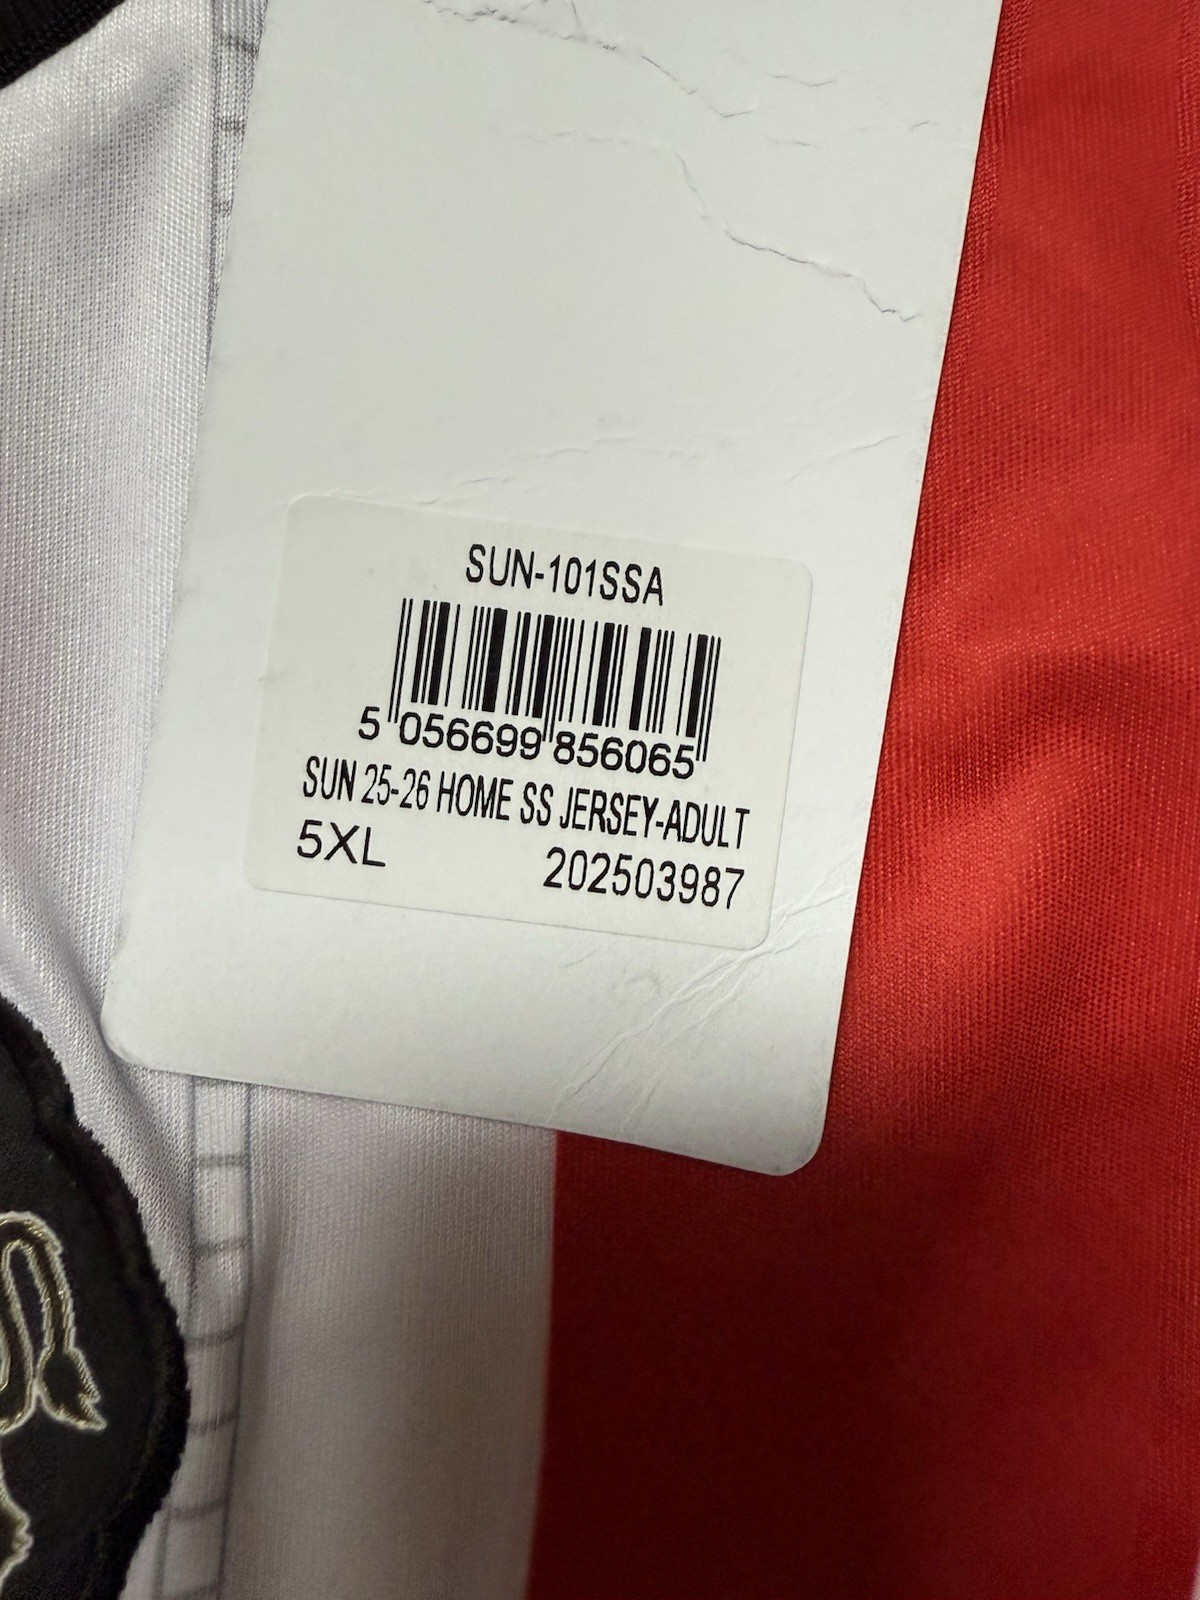 SUN-101SSA
5 056699 856065
SUN 25-26 HOME SS JERSEY-ADULT
5XL 202503987